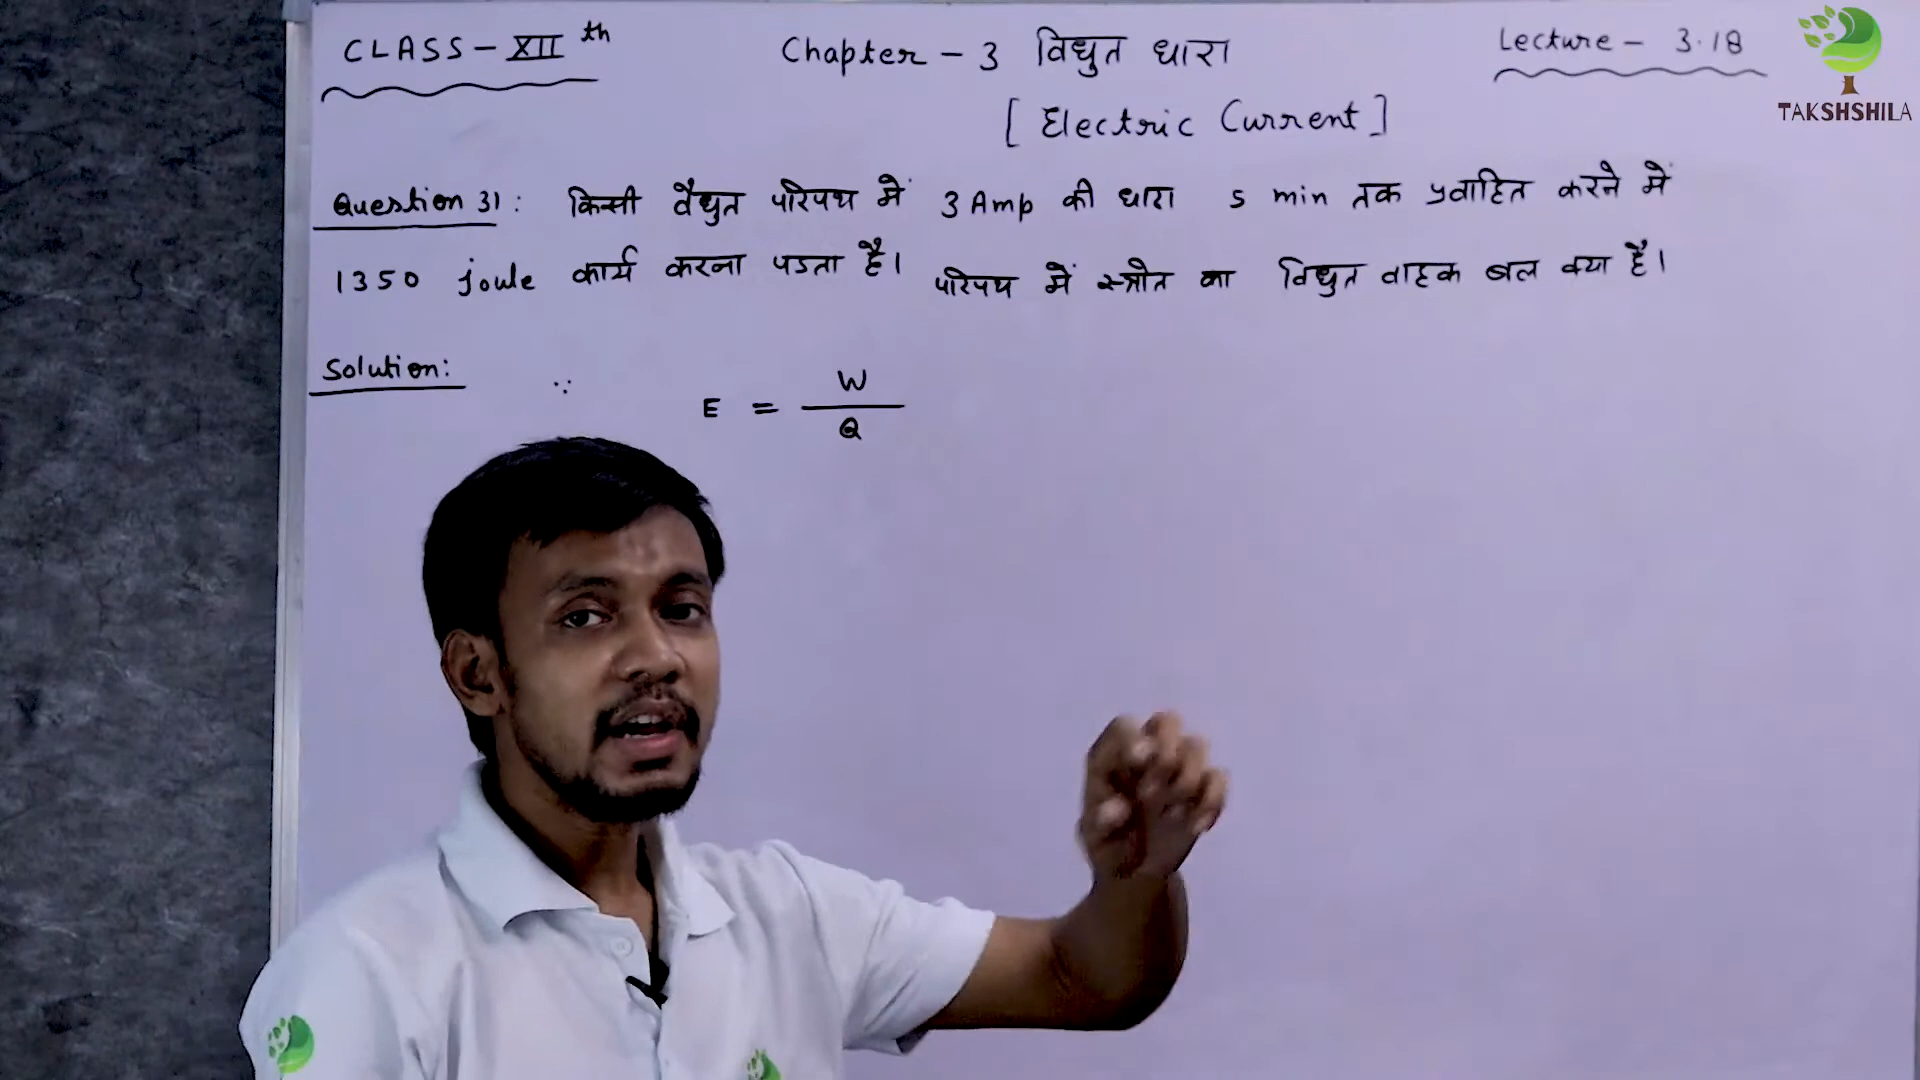 CLASS - XII th
Chapter - 3 विधुत धारा
Lecture - 3.18
[ Electric Current ]
TAKSHSHILA
Question 31 : किसी वैधुत परिपथ में 3 Amp की धारा 5 min तक प्रवाहित करने में
1350 joule कार्य करना पडता है। परिपथ में स्त्रोत का विधुत वाहक बल क्या है।
Solution:
∵ E = W / Q